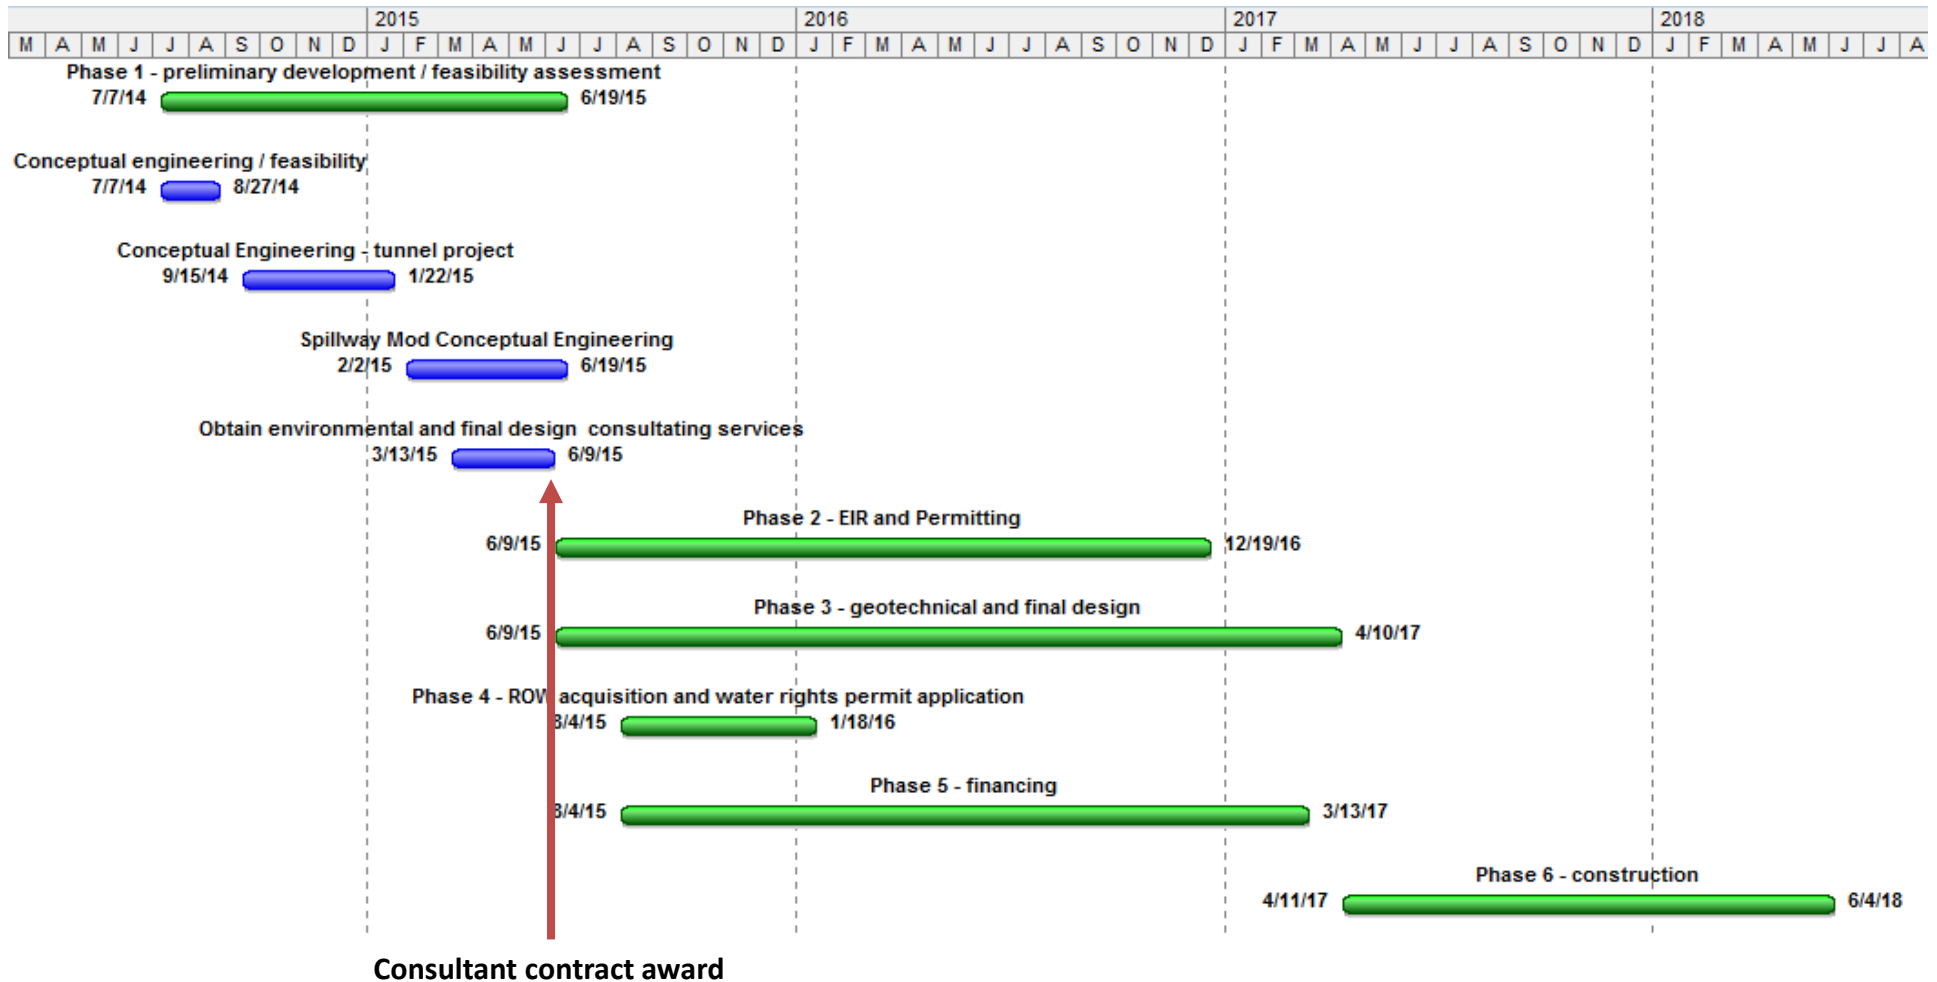 2015 2016 2017 2018
M A M J J A S O N D J F M A M J J A S O N D J F M A M J J A S O N D J F M A M J J A S O N D J F M A M J J A
Phase 1 - preliminary development / feasibility assessment
7/7/14 6/19/15
Conceptual engineering / feasibility
7/7/14 8/27/14
Conceptual Engineering - tunnel project
9/15/14 1/22/15
Spillway Mod Conceptual Engineering
2/2/15 6/19/15
Obtain environmental and final design consultating services
3/13/15 6/9/15
Phase 2 - EIR and Permitting
6/9/15 12/19/16
Phase 3 - geotechnical and final design
6/9/15 4/10/17
Phase 4 - ROW acquisition and water rights permit application
8/4/15 1/18/16
Phase 5 - financing
8/4/15 3/13/17
Phase 6 - construction
4/11/17 6/4/18
Consultant contract award